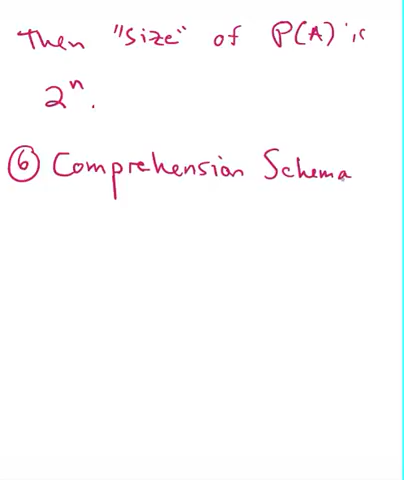 Then "size" of P(A) is
2ⁿ.
⑥ Comprehension Schema